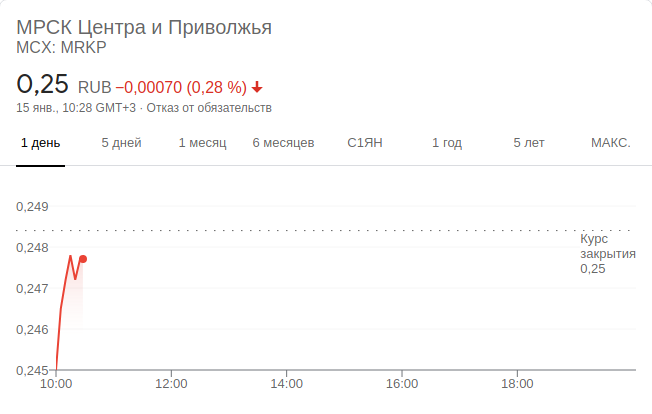 МРСК Центра и Приволжья
MCX: MRKP
0,25 RUB −0,00070 (0,28 %)
15 янв., 10:28 GMT+3 · Отказ от обязательств
1 день 5 дней 1 месяц 6 месяцев С1ЯН 1 год 5 лет МАКС.
0,249
0,248
0,247
0,246
0,245
Курс
закрытия
0,25
10:00 12:00 14:00 16:00 18:00